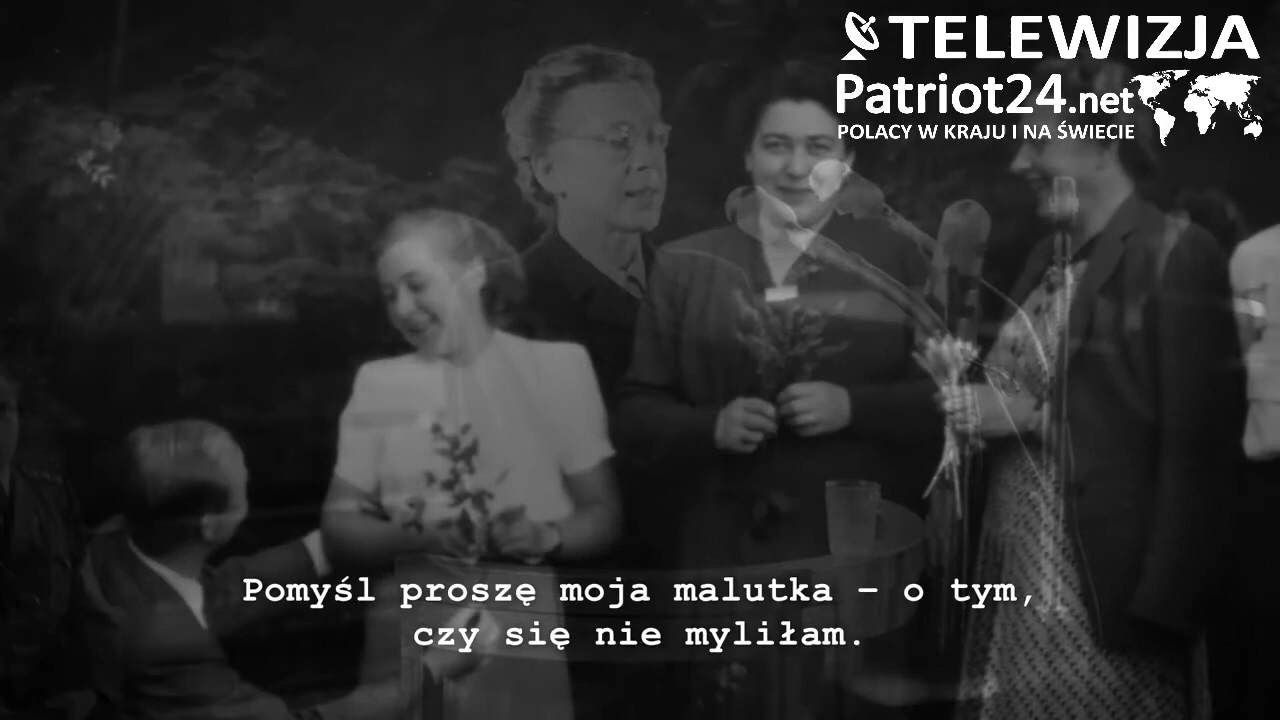 TELEWIZJA
Patriot24.net
POLACY W KRAJU I NA ŚWIECIE
Pomyśl proszę moja malutka – o tym,
czy się nie myliłam.